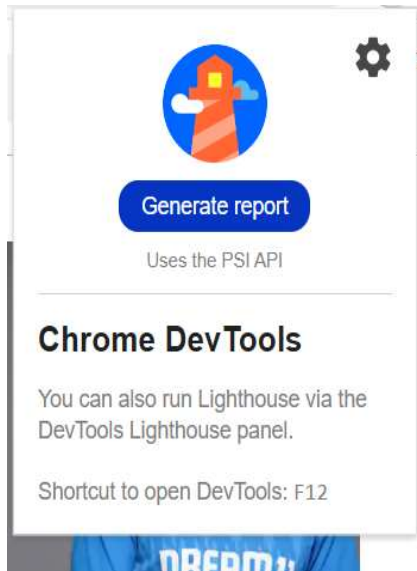 Generate report
Uses the PSI API
Chrome DevTools
You can also run Lighthouse via the
DevTools Lighthouse panel.
Shortcut to open DevTools: F12
DREAM11